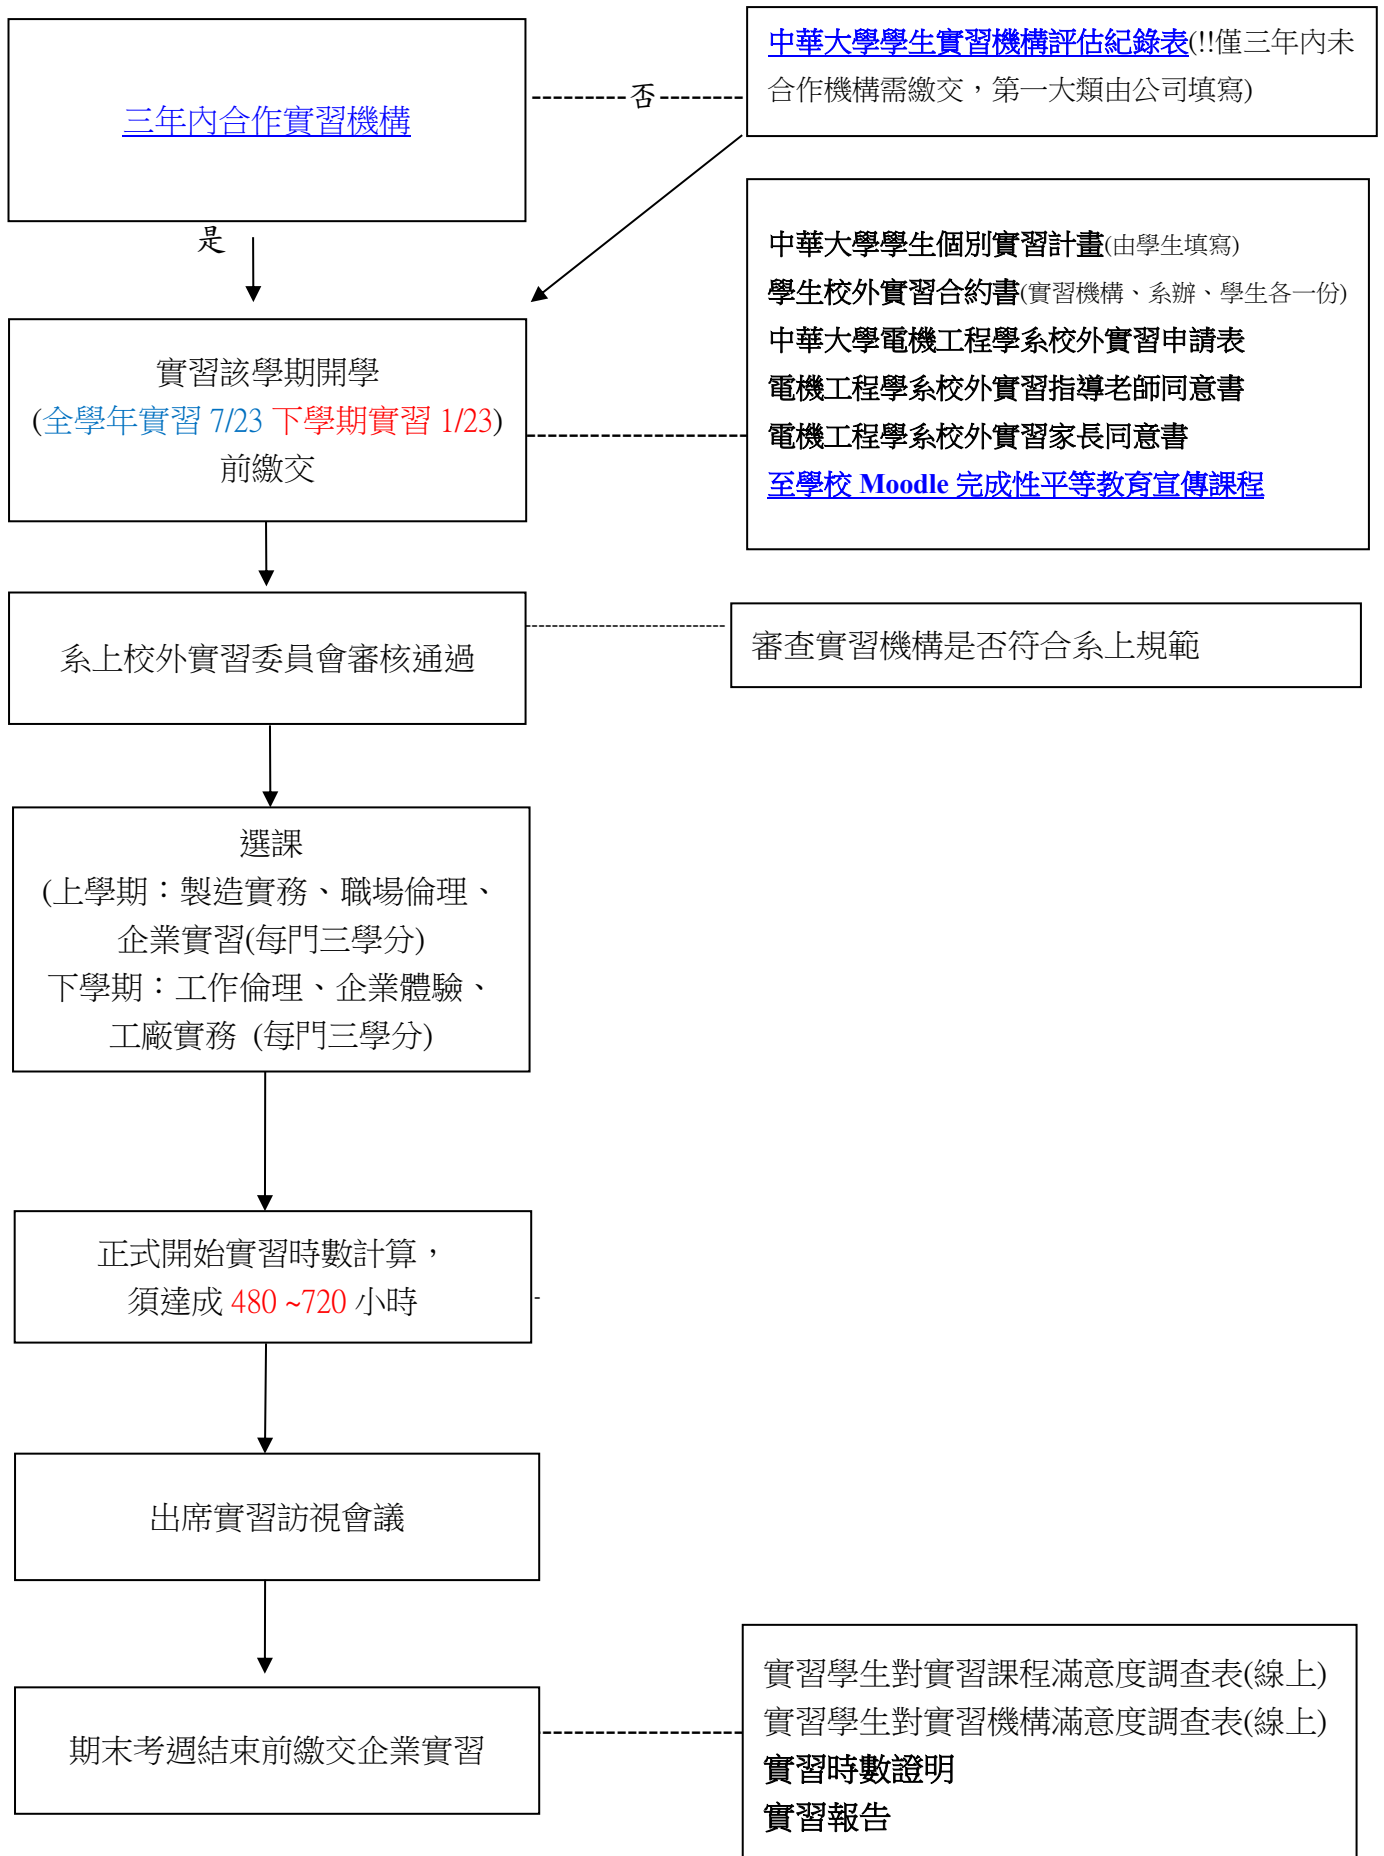 三年內合作實習機構
否
中華大學學生實習機構評估紀錄表(!!僅三年內未
合作機構需繳交，第一大類由公司填寫)
是
實習該學期開學
(全學年實習 7/23 下學期實習 1/23)
前繳交
中華大學學生個別實習計畫(由學生填寫)
學生校外實習合約書(實習機構、系辦、學生各一份)
中華大學電機工程學系校外實習申請表
電機工程學系校外實習指導老師同意書
電機工程學系校外實習家長同意書
至學校 Moodle 完成性平等教育宣傳課程
系上校外實習委員會審核通過
審查實習機構是否符合系上規範
選課
(上學期：製造實務、職場倫理、
企業實習(每門三學分)
下學期：工作倫理、企業體驗、
工廠實務 (每門三學分)
正式開始實習時數計算，
須達成 480 ~720 小時
出席實習訪視會議
期末考週結束前繳交企業實習
實習學生對實習課程滿意度調查表(線上)
實習學生對實習機構滿意度調查表(線上)
實習時數證明
實習報告